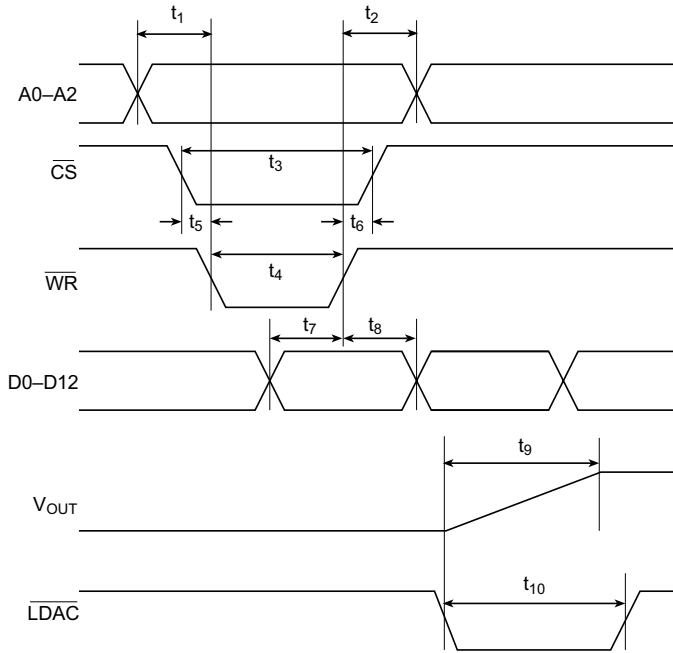 t1 t2
A0–A2
t3
CS
t5 t6
t4
WR
t7 t8
D0–D12
t9
VOUT
t10
LDAC